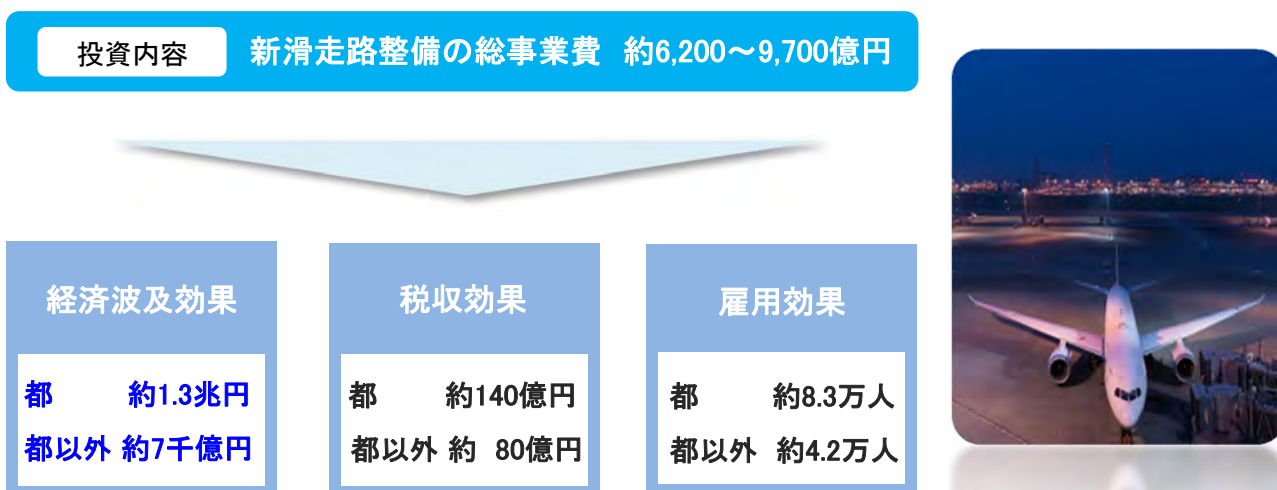 投資内容 新滑走路整備の総事業費 約6,200～9,700億円
経済波及効果
都 約1.3兆円
都以外 約7千億円
税収効果
都 約140億円
都以外 約 80億円
雇用効果
都 約8.3万人
都以外 約4.2万人